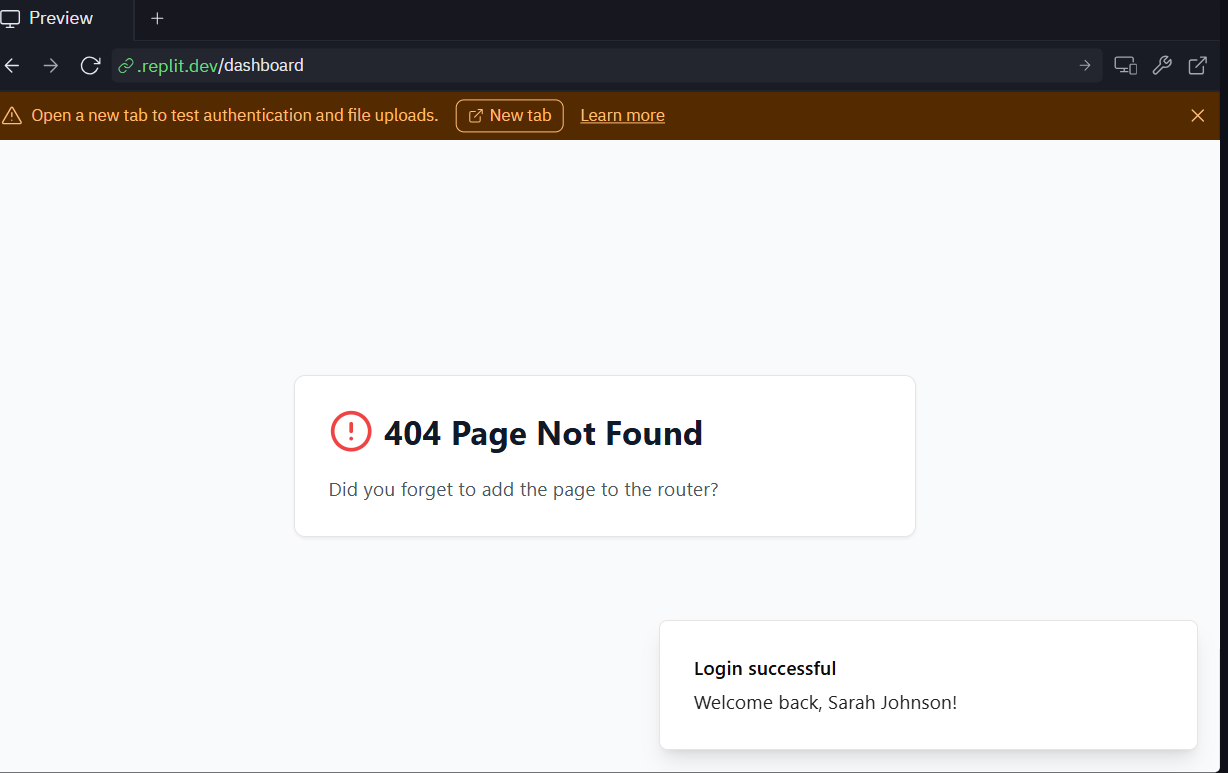 Preview
.replit.dev/dashboard
Open a new tab to test authentication and file uploads. New tab Learn more
404 Page Not Found
Did you forget to add the page to the router?
Login successful
Welcome back, Sarah Johnson!